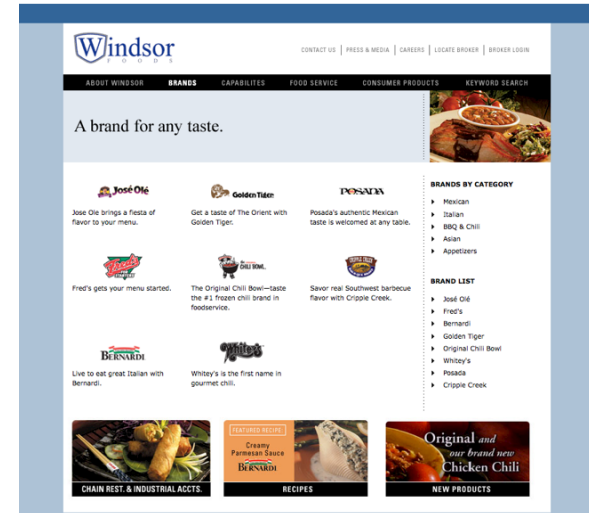 Windsor
FOODS
CONTACT US | PRESS & MEDIA | CAREERS | LOCATE BROKER | BROKER LOGIN
ABOUT WINDSOR BRANDS CAPABILITES FOOD SERVICE CONSUMER PRODUCTS KEYWORD SEARCH
A brand for any taste.
José Olé
Jose Ole brings a fiesta of
flavor to your menu.
Golden Tiger
Get a taste of The Orient with
Golden Tiger.
POSADA
Posada's authentic Mexican
taste is welcomed at any table.
Fred's
Fred's gets your menu started.
CHILI BOWL
The Original Chili Bowl—taste
the #1 frozen chili brand in
foodservice.
CRIPPLE CREEK
Savor real Southwest barbecue
flavor with Cripple Creek.
BERNARDI
Live to eat great Italian with
Bernardi.
Whitey's
Whitey's is the first name in
gourmet chili.
BRANDS BY CATEGORY
Mexican
Italian
BBQ & Chili
Asian
Appetizers
BRAND LIST
José Olé
Fred's
Bernardi
Golden Tiger
Original Chili Bowl
Whitey's
Posada
Cripple Creek
CHAIN REST. & INDUSTRIAL ACCTS.
FEATURED RECIPE
Creamy
Parmesan Sauce
BERNARDI
RECIPES
Original and
our brand new
Chicken Chili
NEW PRODUCTS